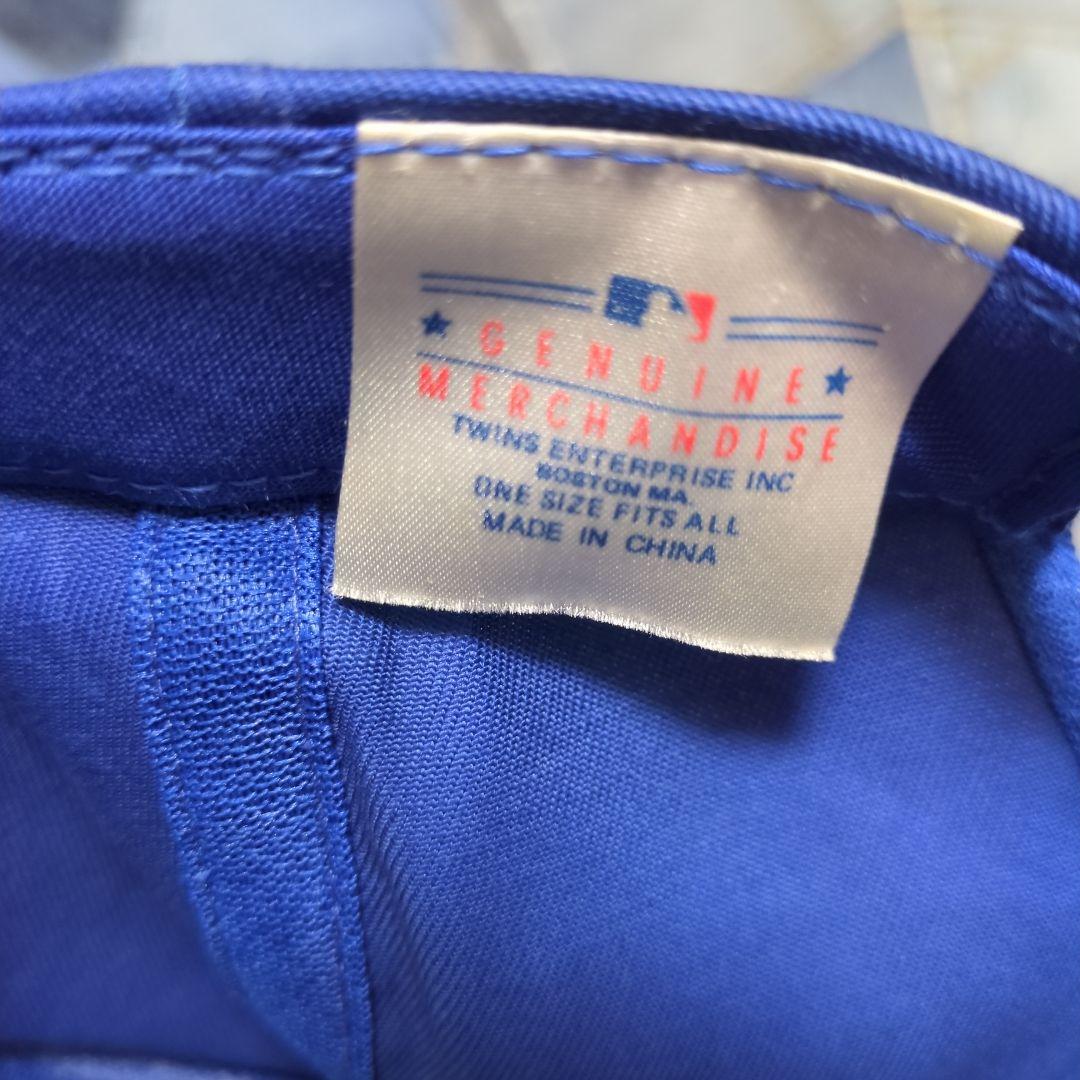 GENUINE
MERCHANDISE
TWINS ENTERPRISE INC
BOSTON MA.
ONE SIZE FITS ALL
MADE IN CHINA